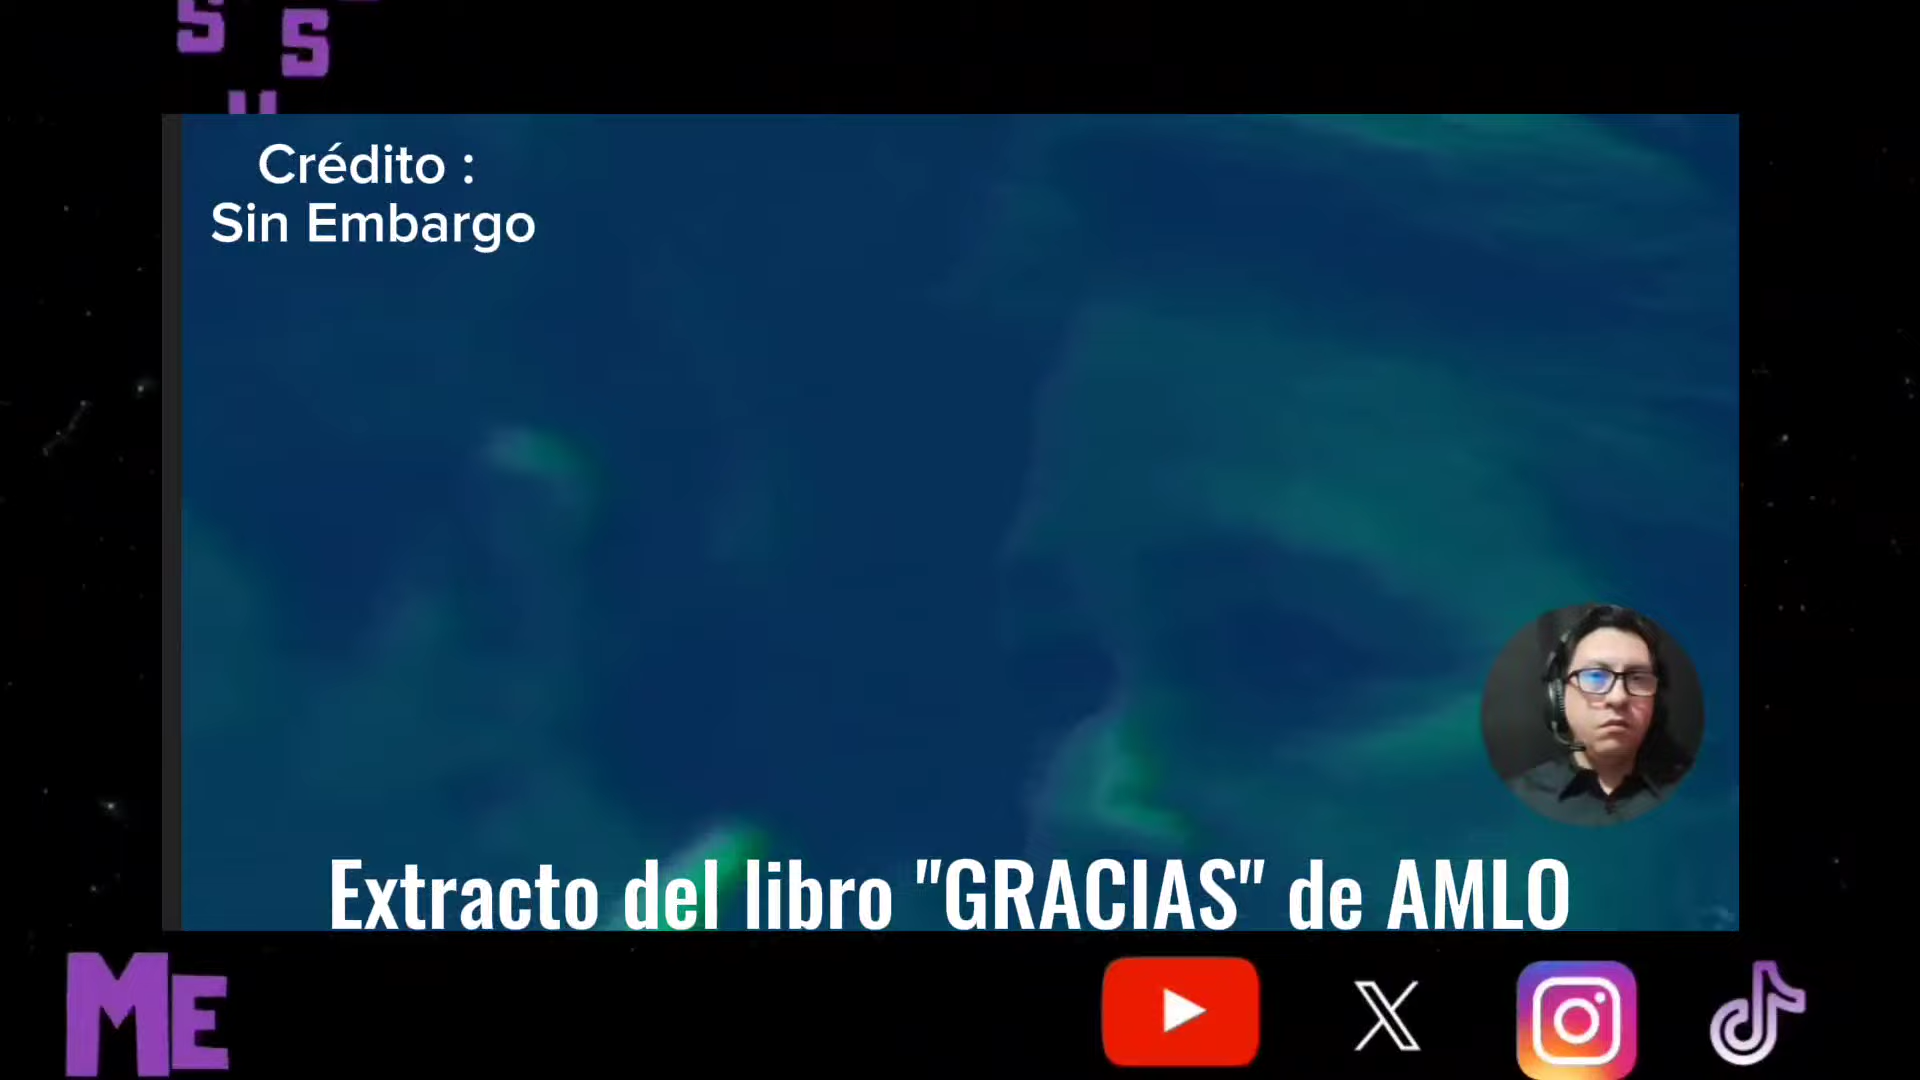 S
S
Crédito :
Sin Embargo
Extracto del libro "GRACIAS" de AMLO
ME